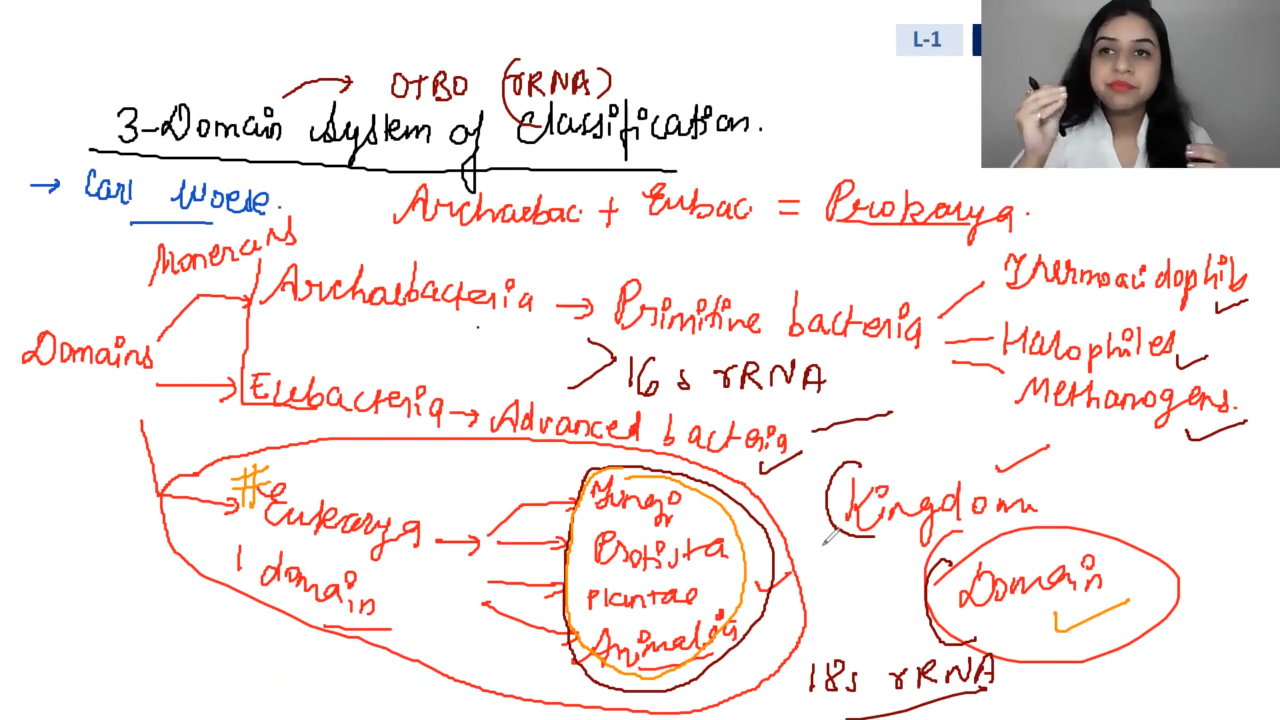 L-1
OTBO (rRNA)
3-Domain System of Classification.
→ Carl Woese.
Archaebac + Eubac = Prokarya.
Monerans
Archaebacteria → Primitive bacteria
Thermoacidophils
Halophiles
Methanogens.
Domains
16 s rRNA
Eubacteria → Advanced bacteria
# Eukarya →
1 domain
Fungi
Protista
Plantae
Animalia
Kingdom
Domain
18s rRNA